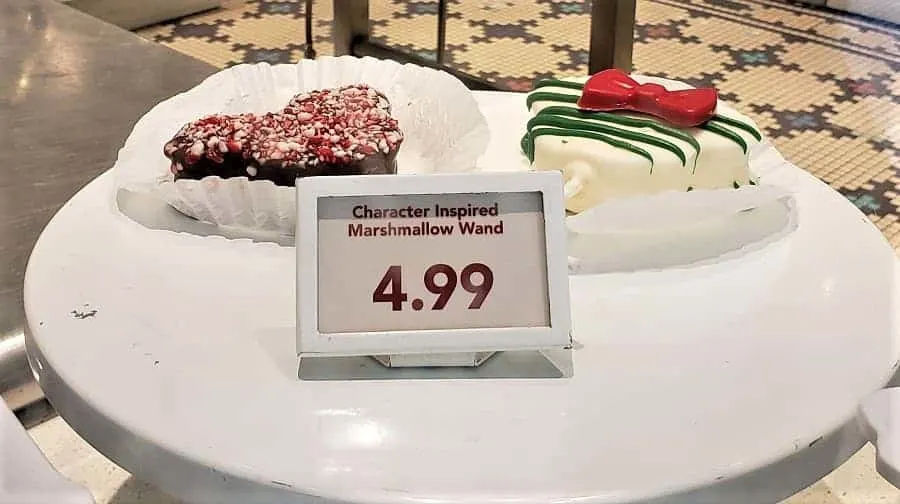 Character Inspired
Marshmallow Wand
4.99